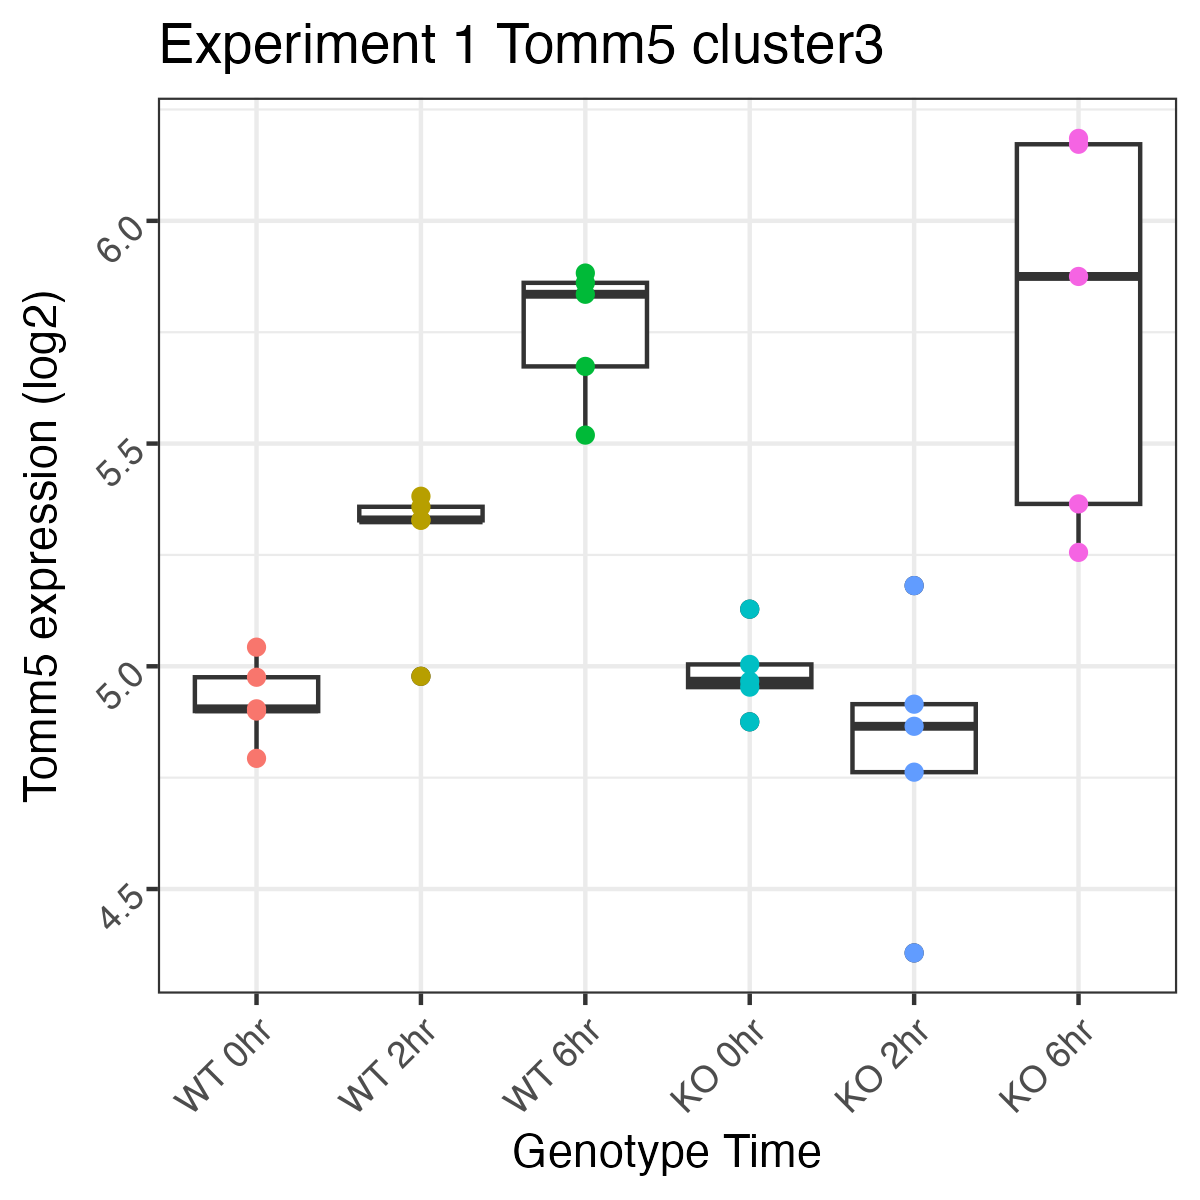 Experiment 1 Tomm5 cluster3
Tomm5 expression (log2)
6.0
5.5
5.0
4.5
WT 0hr
WT 2hr
WT 6hr
KO 0hr
KO 2hr
KO 6hr
Genotype Time